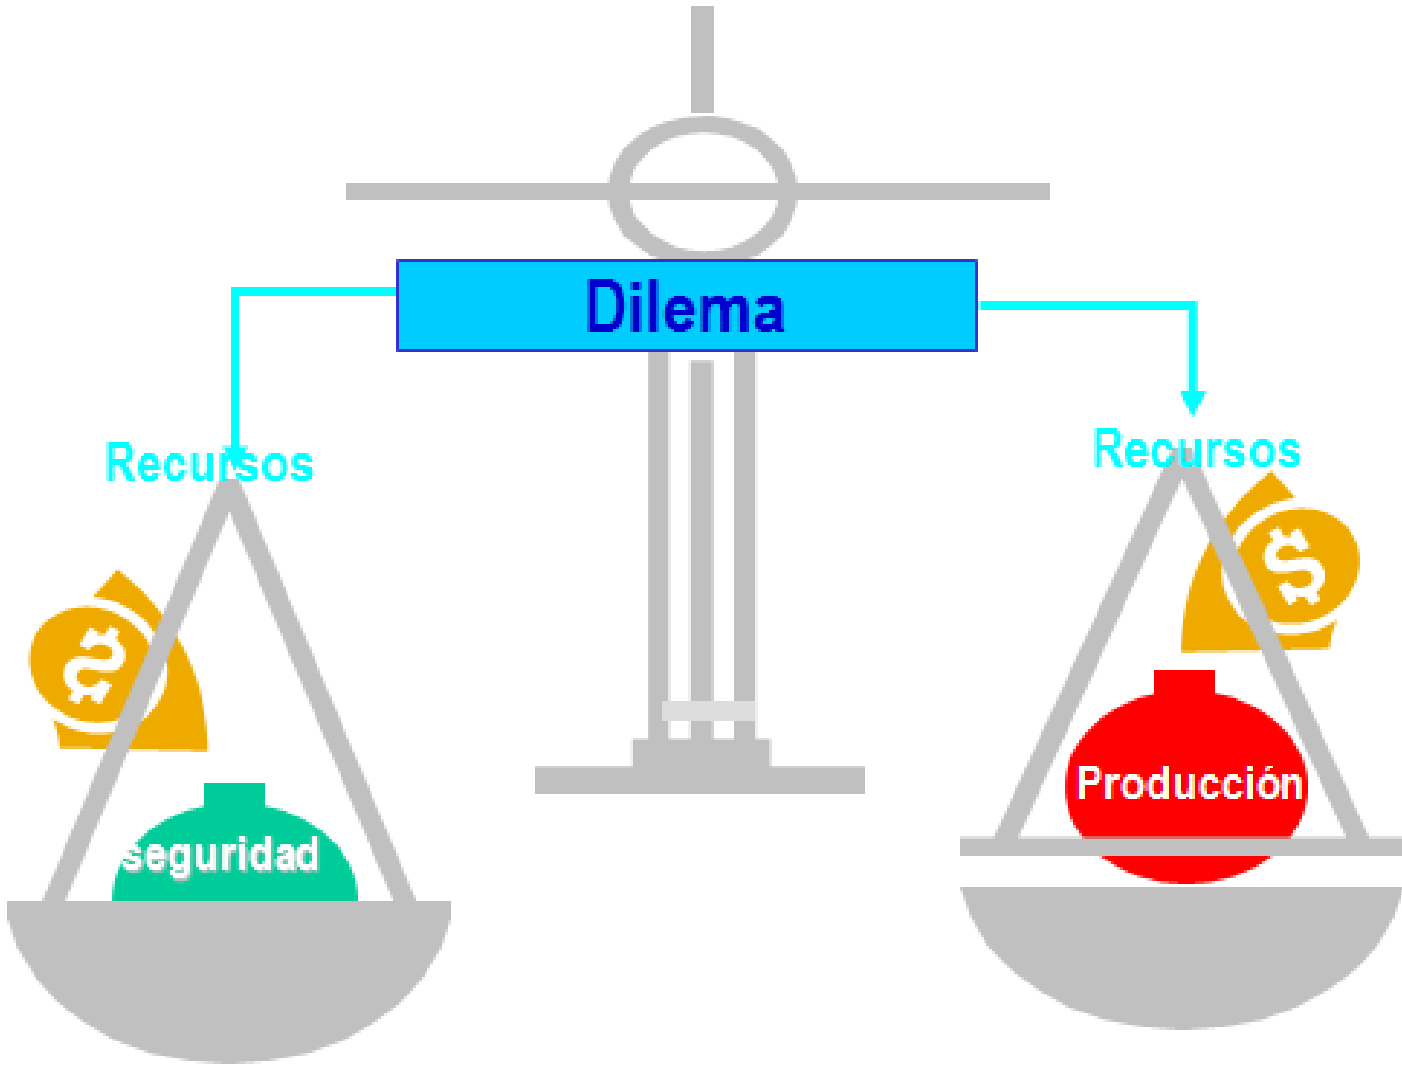 Dilema
Recursos
Recursos
$
$
Producción
seguridad